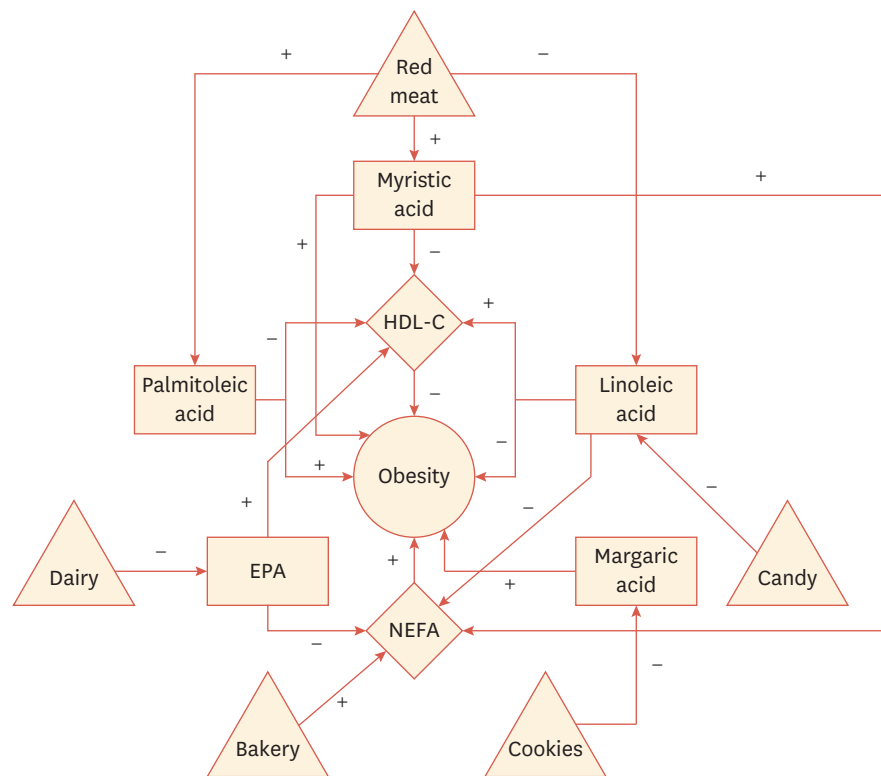 +
–
Red
meat
+
Myristic
acid
+
+
–
+
HDL-C
–
Palmitoleic
acid
–
Linoleic
acid
–
+
Obesity
–
+
–
–
+
EPA
Margaric
acid
Dairy
+
Candy
NEFA
–
–
+
Bakery
Cookies